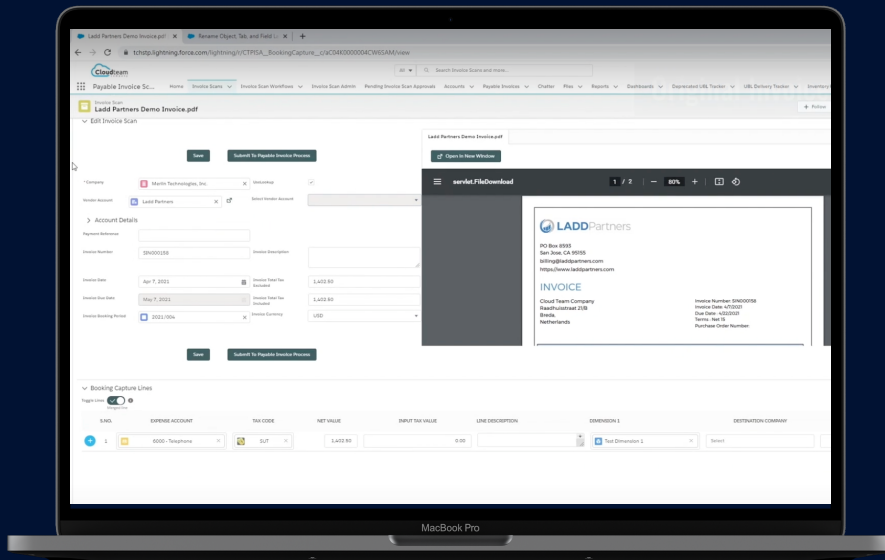 Ladd Partners Demo Invoice.pdf
Rename Object, Tab, and Field L
tchstp.lightning.force.com/lightning/r/CTPISA__BookingCapture__c/aC04K0000004CW6SAM/view
Cloudteam
All
Search Invoice Scans and more...
Payable Invoice Sc... Home Invoice Scans Invoice Scan Workflows Invoice Scan Admin Pending Invoice Scan Approvals Accounts Payable Invoices Chatter Files Reports Dashboards Deprecated UBL Tracker UBL Delivery Tracker Inventory
Invoice Scan
Ladd Partners Demo Invoice.pdf
+ Follow
Edit Invoice Scan
Save Submit To Payable Invoice Process
* Company Merlin Technologies, Inc.
Vendor Account Ladd Partners Select Vendor Account
Account Details
Payment Reference
Invoice Number SIN000158 Invoice Description
Invoice Date Apr 7, 2021 Invoice Total Tax Included 1,402.50
Invoice Due Date May 7, 2021 Invoice Total Tax Included 1,402.50
Invoice Booking Period 2021/004 Invoice Currency USD
Save Submit To Payable Invoice Process
Ladd Partners Demo Invoice.pdf
Open In New Window
servlet.FileDownload 1 / 2 80%
LADDPartners
PO Box 8593
San Jose, CA 95155
billing@laddpartners.com
https://www.laddpartners.com
INVOICE
Cloud Team Company
Raadhuisstraat 21/B
Breda,
Netherlands
Invoice Number: SIN000158
Invoice Date: 4/7/2021
Due Date: 4/22/2021
Terms : Net 15
Purchase Order Number:
Booking Capture Lines
Toggle Lines
Merged line
S.NO. EXPENSE ACCOUNT TAX CODE NET VALUE INPUT TAX VALUE LINE DESCRIPTION DIMENSION 1 DESTINATION COMPANY
1 6000 - Telephone SUT 1,402.50 0.00 Test Dimension 1 Select
MacBook Pro